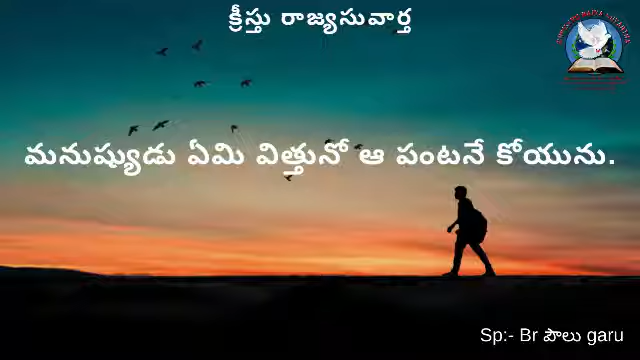 క్రీస్తు రాజ్యసువార్త
మనుష్యుడు ఏమి విత్తునో ఆ పంటనే కోయును.
Sp:- Br పౌలు garu